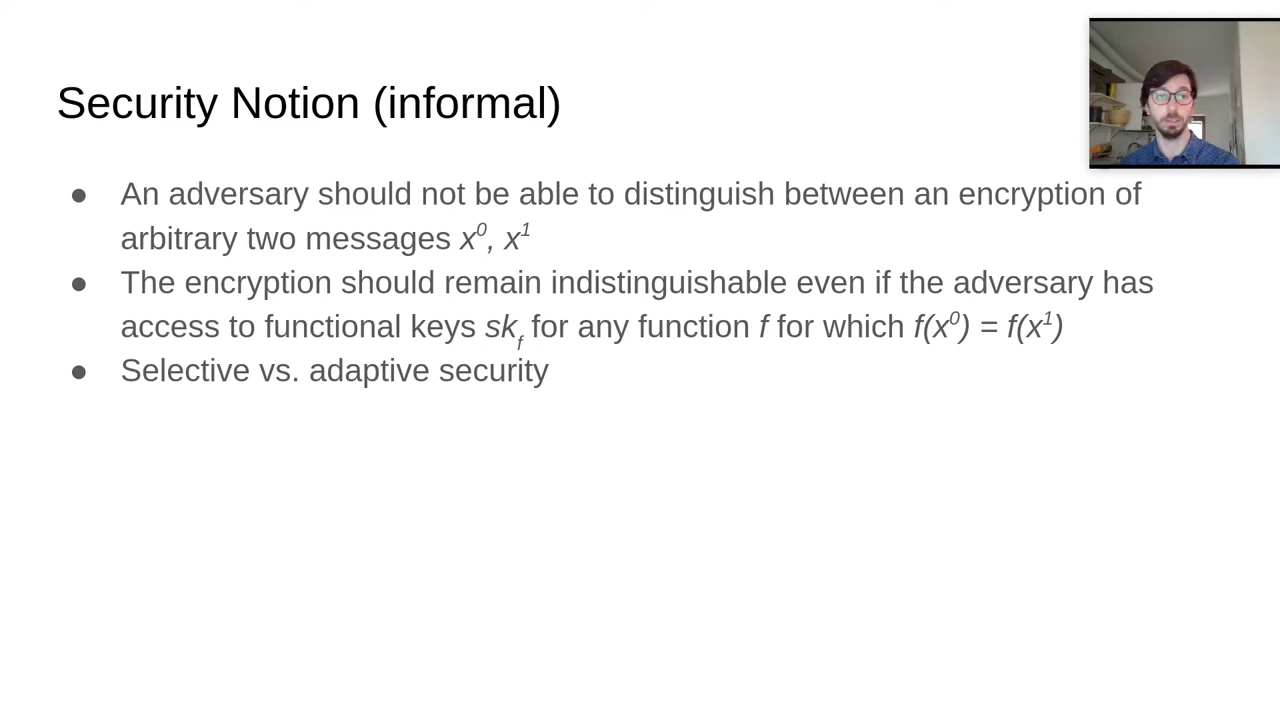 Security Notion (informal)
● An adversary should not be able to distinguish between an encryption of
arbitrary two messages x⁰, x¹
● The encryption should remain indistinguishable even if the adversary has
access to functional keys sk_f for any function f for which f(x⁰) = f(x¹)
● Selective vs. adaptive security